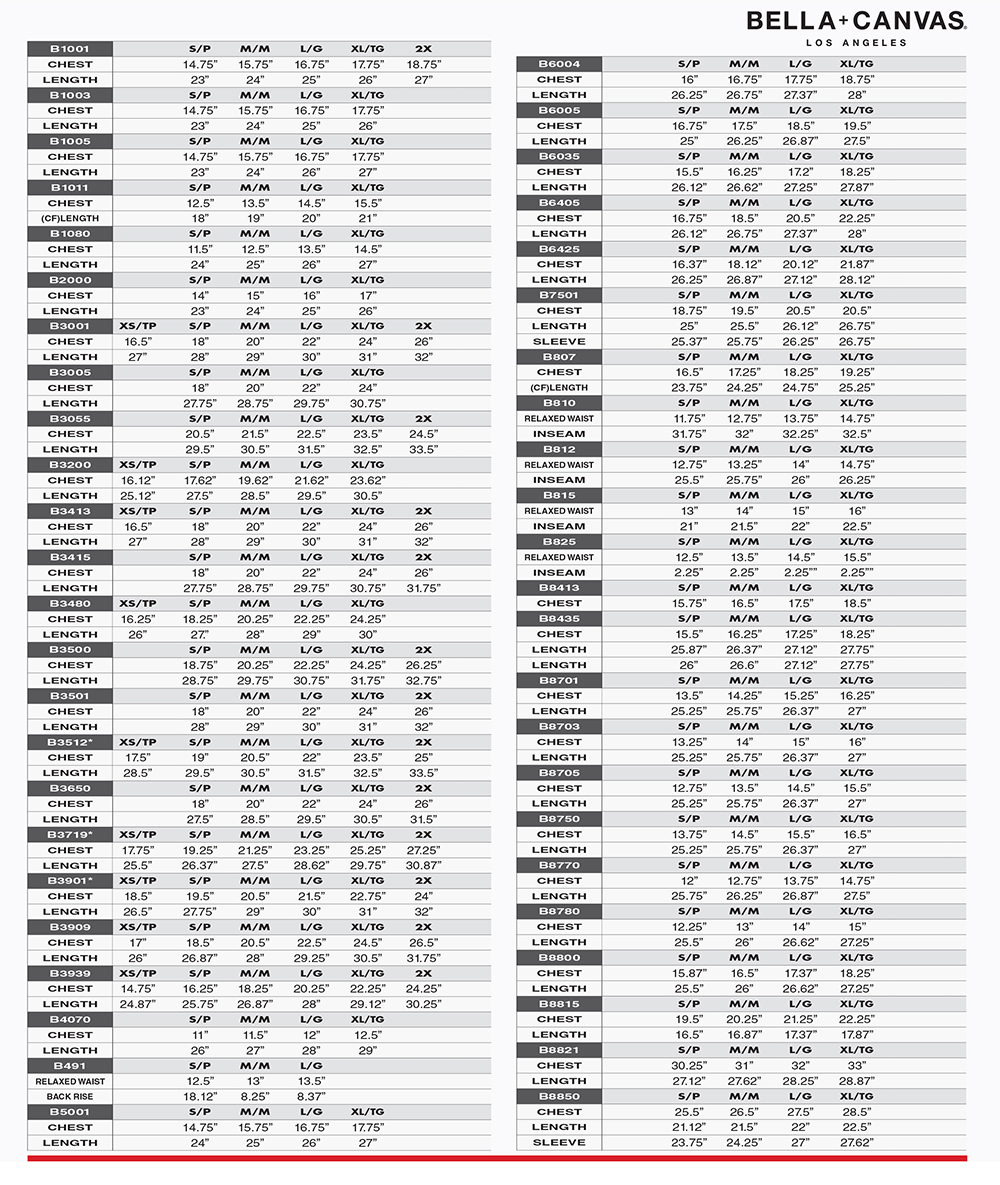 BELLA+CANVAS®
LOS ANGELES
B1001 S/P M/M L/G XL/TG 2X
CHEST 14.75” 15.75” 16.75” 17.75” 18.75”
LENGTH 23” 24” 25” 26” 27”
B1003 S/P M/M L/G XL/TG
CHEST 14.75” 15.75” 16.75” 17.75”
LENGTH 23” 24” 25” 26”
B1005 S/P M/M L/G XL/TG
CHEST 14.75” 15.75” 16.75” 17.75”
LENGTH 23” 24” 26” 27”
B1011 S/P M/M L/G XL/TG
CHEST 12.5” 13.5” 14.5” 15.5”
(CF)LENGTH 18” 19” 20” 21”
B1080 S/P M/M L/G XL/TG
CHEST 11.5” 12.5” 13.5” 14.5”
LENGTH 24” 25” 26” 27”
B2000 S/P M/M L/G XL/TG
CHEST 14” 15” 16” 17”
LENGTH 23” 24” 25” 26”
B3001 XS/TP S/P M/M L/G XL/TG 2X
CHEST 16.5” 18” 20” 22” 24” 26”
LENGTH 27” 28” 29” 30” 31” 32”
B3005 S/P M/M L/G XL/TG
CHEST 18” 20” 22” 24”
LENGTH 27.75” 28.75” 29.75” 30.75”
B3055 S/P M/M L/G XL/TG 2X
CHEST 20.5” 21.5” 22.5” 23.5” 24.5”
LENGTH 29.5” 30.5” 31.5” 32.5” 33.5”
B3200 XS/TP S/P M/M L/G XL/TG
CHEST 16.12” 17.62” 19.62” 21.62” 23.62”
LENGTH 25.12” 27.5” 28.5” 29.5” 30.5”
B3413 XS/TP S/P M/M L/G XL/TG 2X
CHEST 16.5” 18” 20” 22” 24” 26”
LENGTH 27” 28” 29” 30” 31” 32”
B3415 S/P M/M L/G XL/TG 2X
CHEST 18” 20” 22” 24” 26”
LENGTH 27.75” 28.75” 29.75” 30.75” 31.75”
B3480 XS/TP S/P M/M L/G XL/TG
CHEST 16.25” 18.25” 20.25” 22.25” 24.25”
LENGTH 26” 27.” 28” 29” 30”
B3500 S/P M/M L/G XL/TG 2X
CHEST 18.75” 20.25” 22.25” 24.25” 26.25”
LENGTH 28.75” 29.75” 30.75” 31.75” 32.75”
B3501 S/P M/M L/G XL/TG 2X
CHEST 18” 20” 22” 24” 26”
LENGTH 28” 29” 30” 31” 32”
B3512* XS/TP S/P M/M L/G XL/TG 2X
CHEST 17.5” 19” 20.5” 22” 23.5” 25”
LENGTH 28.5” 29.5” 30.5” 31.5” 32.5” 33.5”
B3650 S/P M/M L/G XL/TG 2X
CHEST 18” 20” 22” 24” 26”
LENGTH 27.5” 28.5” 29.5” 30.5” 31.5”
B3719* XS/TP S/P M/M L/G XL/TG 2X
CHEST 17.75” 19.25” 21.25” 23.25” 25.25” 27.25”
LENGTH 25.5” 26.37” 27.5” 28.62” 29.75” 30.87”
B3901* XS/TP S/P M/M L/G XL/TG 2X
CHEST 18.5” 19.5” 20.5” 21.5” 22.75” 24”
LENGTH 26.5” 27.75” 29” 30” 31” 32”
B3909 XS/TP S/P M/M L/G XL/TG 2X
CHEST 17” 18.5” 20.5” 22.5” 24.5” 26.5”
LENGTH 26” 26.87” 28” 29.25” 30.5” 31.75”
B3939 XS/TP S/P M/M L/G XL/TG 2X
CHEST 14.75” 16.25” 18.25” 20.25” 22.25” 24.25”
LENGTH 24.87” 25.75” 26.87” 28” 29.12” 30.25”
B4070 S/P M/M L/G XL/TG
CHEST 11” 11.5” 12” 12.5”
LENGTH 26” 27” 28” 29”
B491 S/P M/M L/G
RELAXED WAIST 12.5” 13” 13.5”
BACK RISE 18.12” 8.25” 8.37”
B5001 S/P M/M L/G XL/TG
CHEST 14.75” 15.75” 16.75” 17.75”
LENGTH 24” 25” 26” 27”
B6004 S/P M/M L/G XL/TG
CHEST 16” 16.75” 17.75” 18.75”
LENGTH 26.25” 26.75” 27.37” 28”
B6005 S/P M/M L/G XL/TG
CHEST 16.75” 17.5” 18.5” 19.5”
LENGTH 25” 26.25” 26.87” 27.5”
B6035 S/P M/M L/G XL/TG
CHEST 15.5” 16.25” 17.2” 18.25”
LENGTH 26.12” 26.62” 27.25” 27.87”
B6405 S/P M/M L/G XL/TG
CHEST 16.75” 18.5” 20.5” 22.25”
LENGTH 26.12” 26.75” 27.37” 28”
B6425 S/P M/M L/G XL/TG
CHEST 16.37” 18.12” 20.12” 21.87”
LENGTH 26.25” 26.87” 27.12” 28.12”
B7501 S/P M/M L/G XL/TG
CHEST 18.75” 19.5” 20.5” 20.5”
LENGTH 25” 25.5” 26.12” 26.75”
SLEEVE 25.37” 25.75” 26.25” 26.75”
B807 S/P M/M L/G XL/TG
CHEST 16.5” 17.25” 18.25” 19.25”
(CF)LENGTH 23.75” 24.25” 24.75” 25.25”
B810 S/P M/M L/G XL/TG
RELAXED WAIST 11.75” 12.75” 13.75” 14.75”
INSEAM 31.75” 32” 32.25” 32.5”
B812 S/P M/M L/G XL/TG
RELAXED WAIST 12.75” 13.25” 14” 14.75”
INSEAM 25.5” 25.75” 26” 26.25”
B815 S/P M/M L/G XL/TG
RELAXED WAIST 13” 14” 15” 16”
INSEAM 21” 21.5” 22” 22.5”
B825 S/P M/M L/G XL/TG
RELAXED WAIST 12.5” 13.5” 14.5” 15.5”
INSEAM 2.25” 2.25” 2.25”” 2.25””
B8413 S/P M/M L/G XL/TG
CHEST 15.75” 16.5” 17.5” 18.5”
B8435 S/P M/M L/G XL/TG
CHEST 15.5” 16.25” 17.25” 18.25”
LENGTH 25.87” 26.37” 27.12” 27.75”
LENGTH 26” 26.6” 27.12” 27.75”
B8701 S/P M/M L/G XL/TG
CHEST 13.5” 14.25” 15.25” 16.25”
LENGTH 25.25” 25.75” 26.37” 27”
B8703 S/P M/M L/G XL/TG
CHEST 13.25” 14” 15” 16”
LENGTH 25.25” 25.75” 26.37” 27”
B8705 S/P M/M L/G XL/TG
CHEST 12.75” 13.5” 14.5” 15.5”
LENGTH 25.25” 25.75” 26.37” 27”
B8750 S/P M/M L/G XL/TG
CHEST 13.75” 14.5” 15.5” 16.5”
LENGTH 25.25” 25.75” 26.37” 27”
B8770 S/P M/M L/G XL/TG
CHEST 12” 12.75” 13.75” 14.75”
LENGTH 25.75” 26.25” 26.87” 27.5”
B8780 S/P M/M L/G XL/TG
CHEST 12.25” 13” 14” 15”
LENGTH 25.5” 26” 26.62” 27.25”
B8800 S/P M/M L/G XL/TG
CHEST 15.87” 16.5” 17.37” 18.25”
LENGTH 25.5” 26” 26.62” 27.25”
B8815 S/P M/M L/G XL/TG
CHEST 19.5” 20.25” 21.25” 22.25”
LENGTH 16.5” 16.87” 17.37” 17.87”
B8821 S/P M/M L/G XL/TG
CHEST 30.25” 31” 32” 33”
LENGTH 27.12” 27.62” 28.25” 28.87”
B8850 S/P M/M L/G XL/TG
CHEST 25.5” 26.5” 27.5” 28.5”
LENGTH 21.12” 21.5” 22” 22.5”
SLEEVE 23.75” 24.25” 27” 27.62”